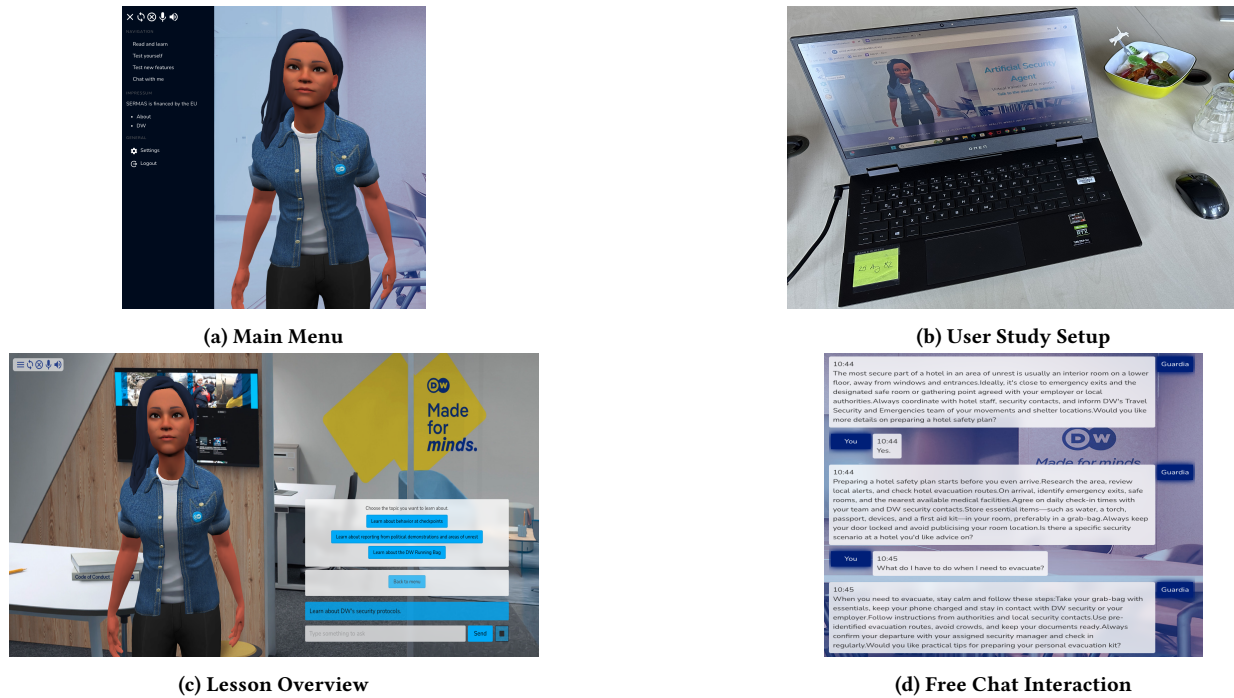 NAVIGATION
Read and learn
Test yourself
Test new features
Chat with me
IMPRESSUM
SERMAS is financed by the EU
About
DW
GENERAL
Settings
Logout
(a) Main Menu
Artificial Security
Agent
OMEN
RTX
(b) User Study Setup
DW
Made
for
minds.
Choose the topic you want to learn about
Learn about behavior at checkpoints
Learn about reporting from political demonstrations and areas of unrest
Learn about the DW Running Bag
Back to menu
Code of Conduct
Learn about DW's security protocols.
Type something to ask
Send
(c) Lesson Overview
10:44
Guardia
The most secure part of a hotel in an area of unrest is usually an interior room on a lower
floor, away from windows and entrances.Ideally, it's close to emergency exits and the
designated safe room or gathering point agreed with your employer or local
authorities.Always coordinate with hotel staff, security contacts, and inform DW's Travel
Security and Emergencies team of your movements and shelter locations.Would you like
more details on preparing a hotel safety plan?
You
10:44
Yes.
DW
Made for minds
10:44
Guardia
Preparing a hotel safety plan starts before you even arrive.Research the area, review
local alerts, and check hotel evacuation routes.On arrival, identify emergency exits, safe
rooms, and the nearest available medical facilities.Agree on daily check-in times with
your team and DW security contacts.Store essential items—such as water, a torch,
passport, devices, and a first aid kit—in your room, preferably in a grab-bag.Always keep
your door locked and avoid publicising your room location.Is there a specific security
scenario at a hotel you'd like advice on?
You
10:45
What do I have to do when I need to evacuate?
10:45
Guardia
When you need to evacuate, stay calm and follow these steps:Take your grab-bag with
essentials, keep your phone charged and stay in contact with DW security or your
employer.Follow instructions from authorities and local security contacts.Use pre-
identified evacuation routes, avoid crowds, and keep your documents ready.Always
confirm your departure with your assigned security manager and check in
regularly.Would you like practical tips for preparing your personal evacuation kit?
(d) Free Chat Interaction